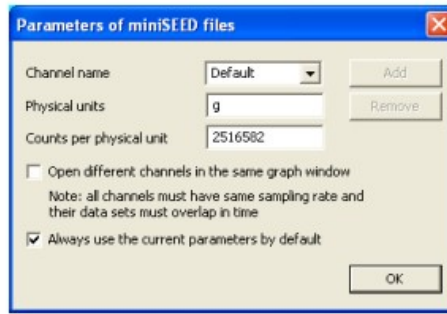 Parameters of miniSEED files
Channel name Default Add
Physical units g Remove
Counts per physical unit 2516582
Open different channels in the same graph window
Note: all channels must have same sampling rate and
their data sets must overlap in time
Always use the current parameters by default
OK